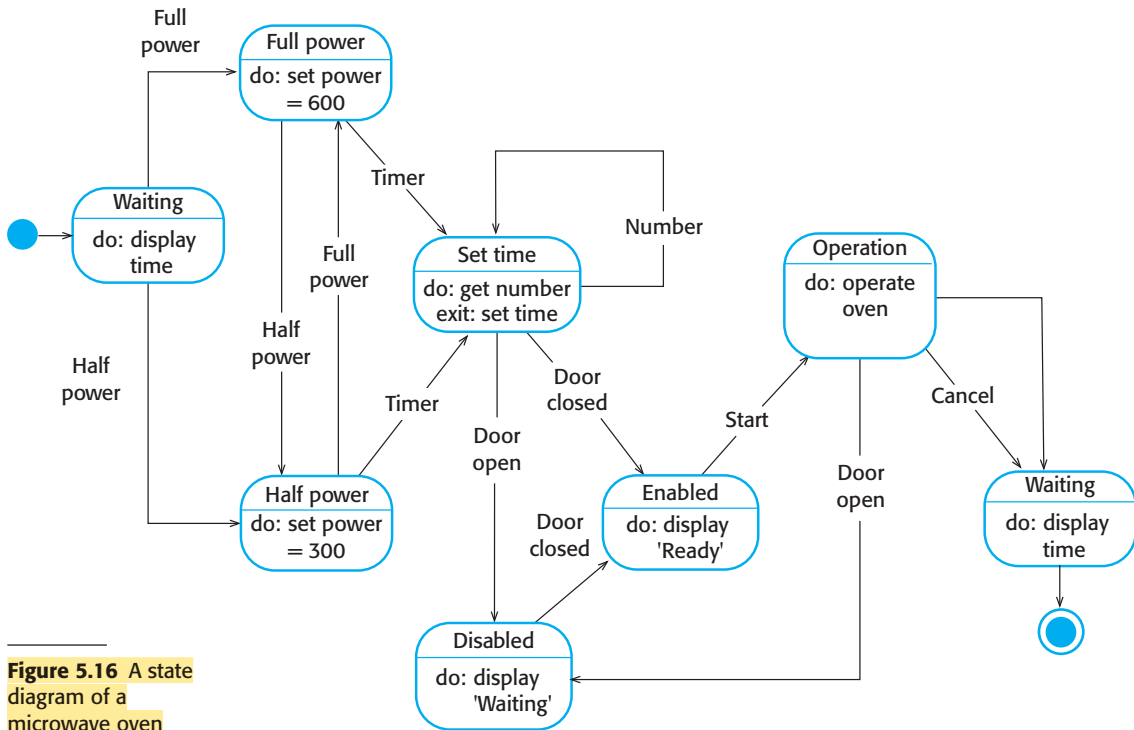 Full
power
Full power
do: set power
= 600
Timer
Waiting
do: display
time
Full
power
Number
Set time
do: get number
exit: set time
Operation
do: operate
oven
Half
power
Half
power
Timer
Door
open
Door
closed
Start
Cancel
Door
open
Half power
do: set power
= 300
Door
closed
Enabled
do: display
'Ready'
Waiting
do: display
time
Disabled
do: display
'Waiting'
Figure 5.16 A state
diagram of a
microwave oven